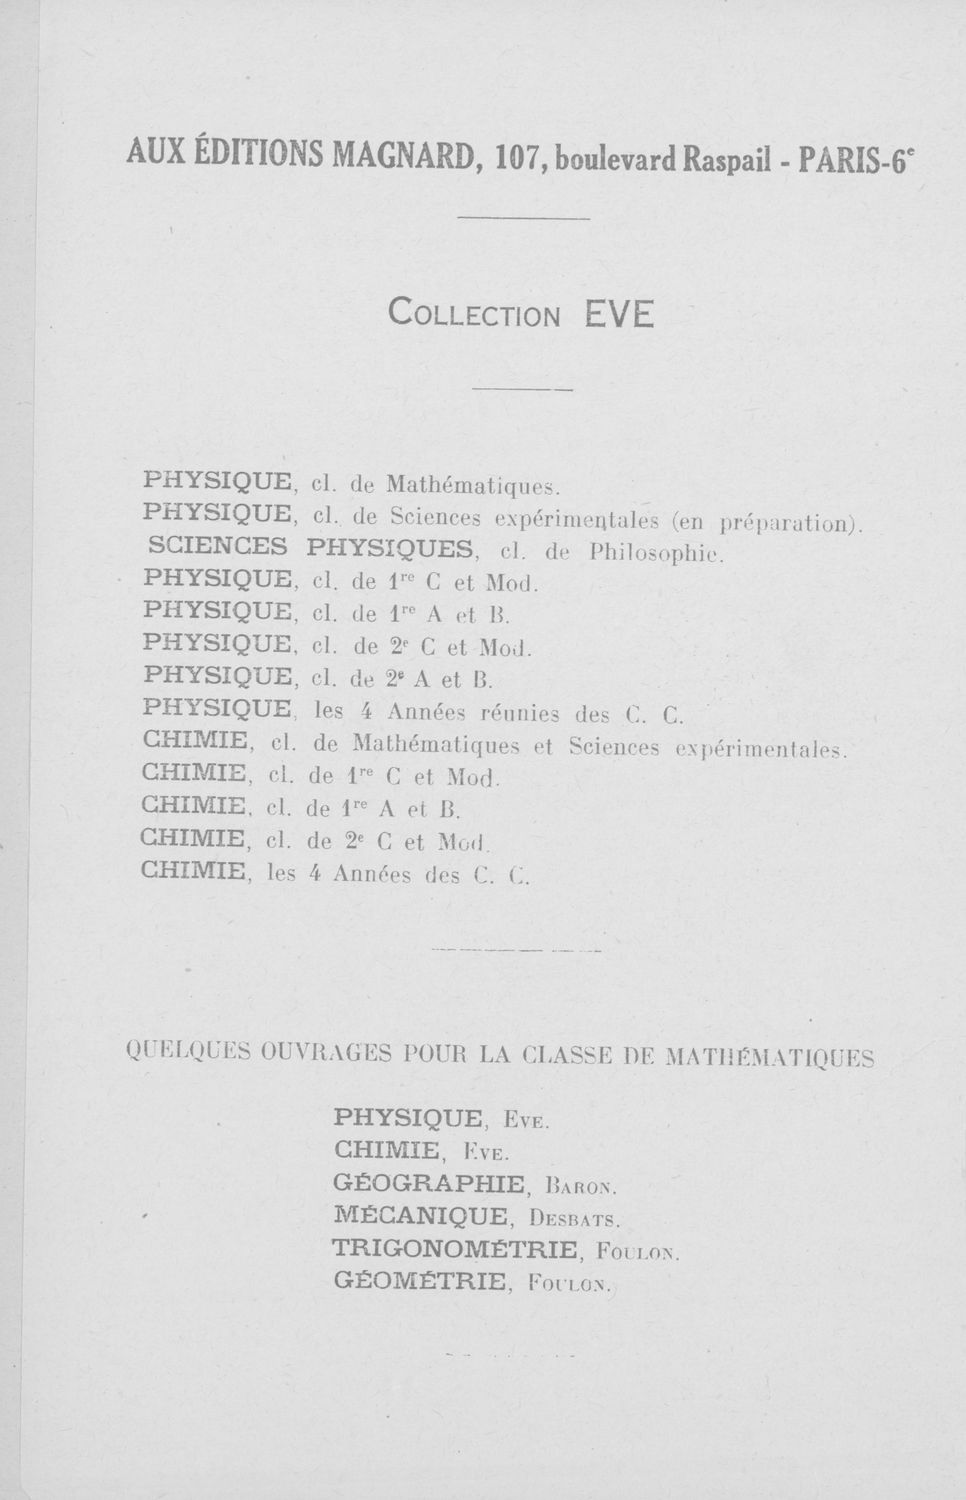 AUX ÉDITIONS MAGNARD, 107, boulevard Raspail - PARIS-6e
COLLECTION EVE
PHYSIQUE, cl. de Mathématiques.
PHYSIQUE, cl. de Sciences expérimentales (en préparation).
SCIENCES PHYSIQUES, cl. de Philosophie.
PHYSIQUE, cl. de 1re C et Mod.
PHYSIQUE, cl. de 1re A et B.
PHYSIQUE, cl. de 2e C et Mod.
PHYSIQUE, cl. de 2e A et B.
PHYSIQUE, les 4 Années réunies des C. C.
CHIMIE, cl. de Mathématiques et Sciences expérimentales.
CHIMIE, cl. de 1re C et Mod.
CHIMIE, cl. de 1re A et B.
CHIMIE, cl. de 2e C et Mod.
CHIMIE, les 4 Années des C. C.
QUELQUES OUVRAGES POUR LA CLASSE DE MATHÉMATIQUES
PHYSIQUE, EVE.
CHIMIE, EVE.
GÉOGRAPHIE, BARON.
MÉCANIQUE, DESBATS.
TRIGONOMÉTRIE, FOULON.
GÉOMÉTRIE, FOULON.